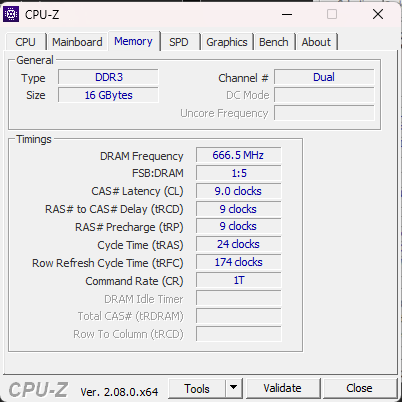 CPU-Z
CPU Mainboard Memory SPD Graphics Bench About
General
Type DDR3 Channel # Dual
Size 16 GBytes DC Mode
Uncore Frequency
Timings
DRAM Frequency 666.5 MHz
FSB:DRAM 1:5
CAS# Latency (CL) 9.0 clocks
RAS# to CAS# Delay (tRCD) 9 clocks
RAS# Precharge (tRP) 9 clocks
Cycle Time (tRAS) 24 clocks
Row Refresh Cycle Time (tRFC) 174 clocks
Command Rate (CR) 1T
DRAM Idle Timer
Total CAS# (tRDRAM)
Row To Column (tRCD)
CPU-Z Ver. 2.08.0.x64 Tools Validate Close